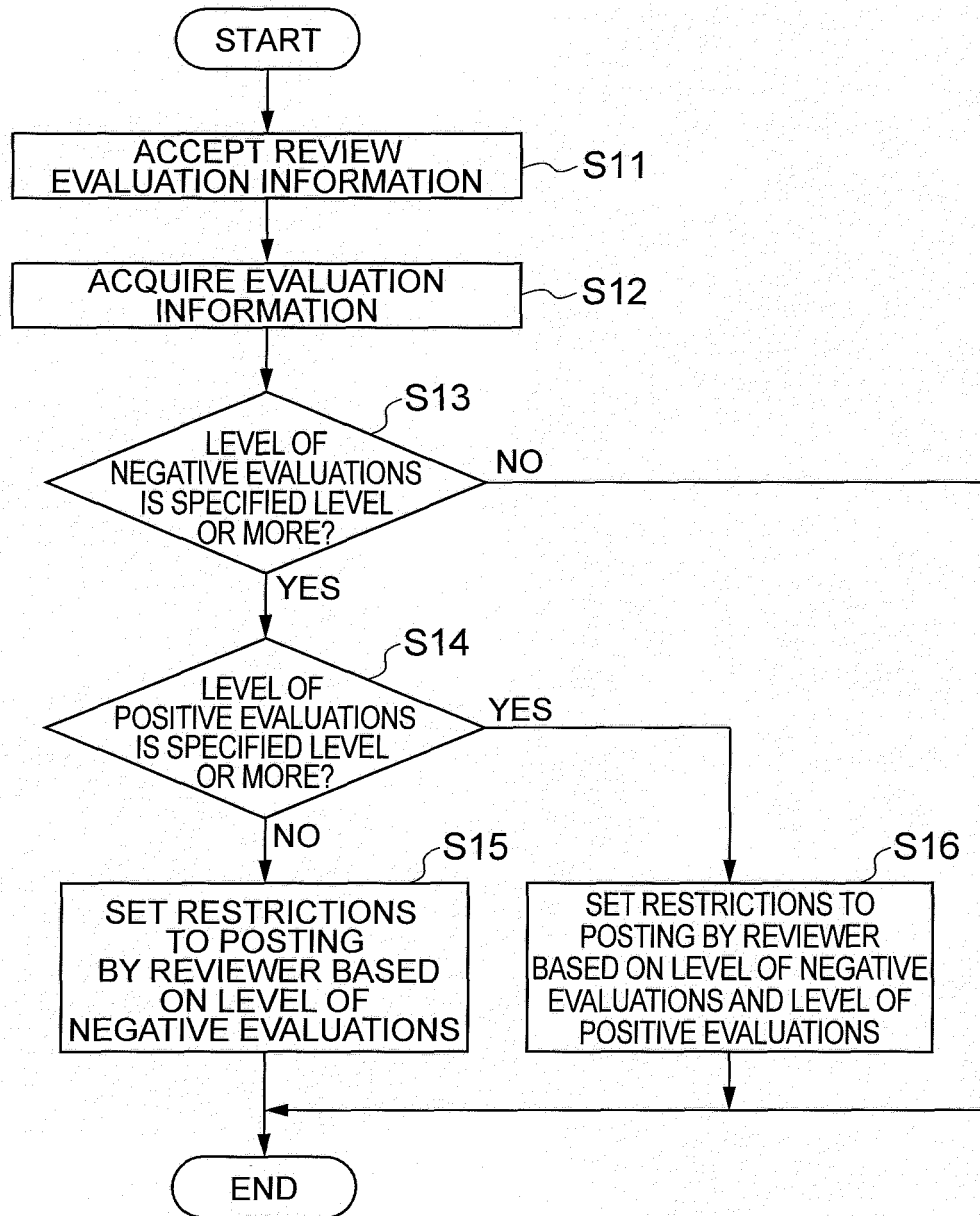 START
ACCEPT REVIEW
EVALUATION INFORMATION
S11
ACQUIRE EVALUATION
INFORMATION
S12
S13
LEVEL OF
NEGATIVE EVALUATIONS
IS SPECIFIED LEVEL
OR MORE?
NO
YES
S14
LEVEL OF
POSITIVE EVALUATIONS
IS SPECIFIED LEVEL
OR MORE?
YES
NO
S15
SET RESTRICTIONS
TO POSTING
BY REVIEWER BASED
ON LEVEL OF
NEGATIVE EVALUATIONS
S16
SET RESTRICTIONS TO
POSTING BY REVIEWER
BASED ON LEVEL OF NEGATIVE
EVALUATIONS AND LEVEL OF
POSITIVE EVALUATIONS
END